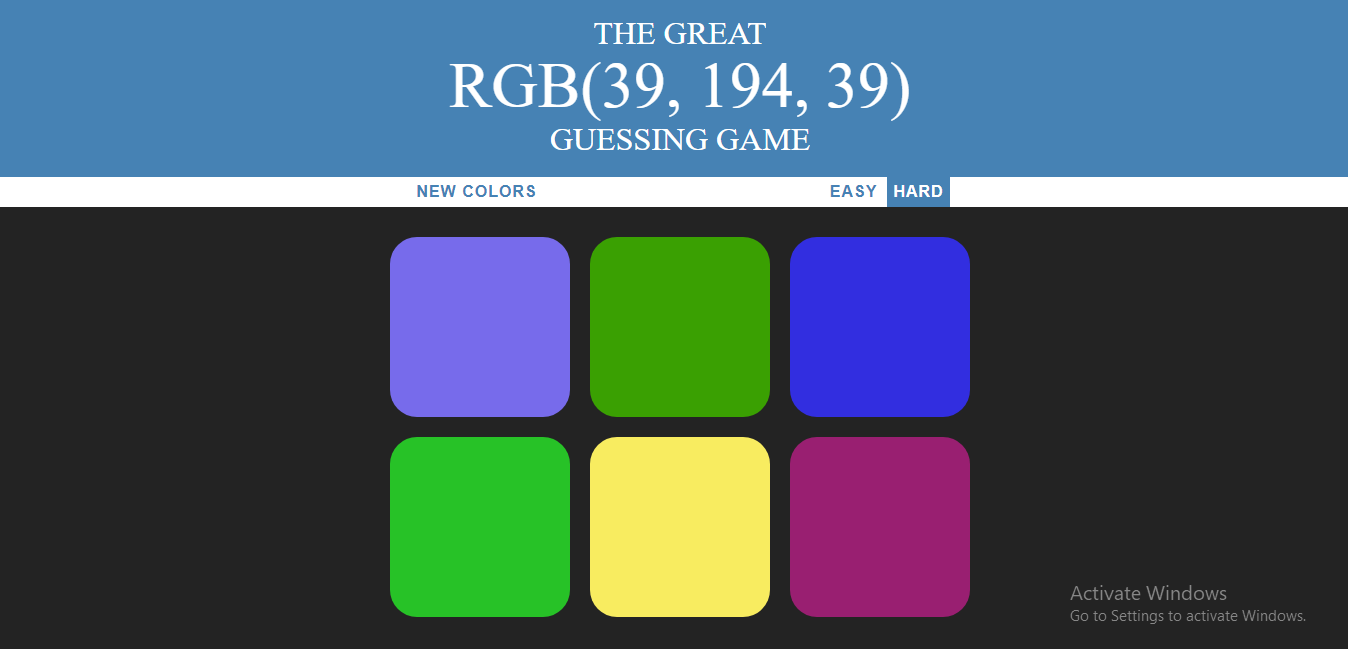 THE GREAT
RGB(39, 194, 39)
GUESSING GAME
NEW COLORS EASY HARD
Activate Windows
Go to Settings to activate Windows.